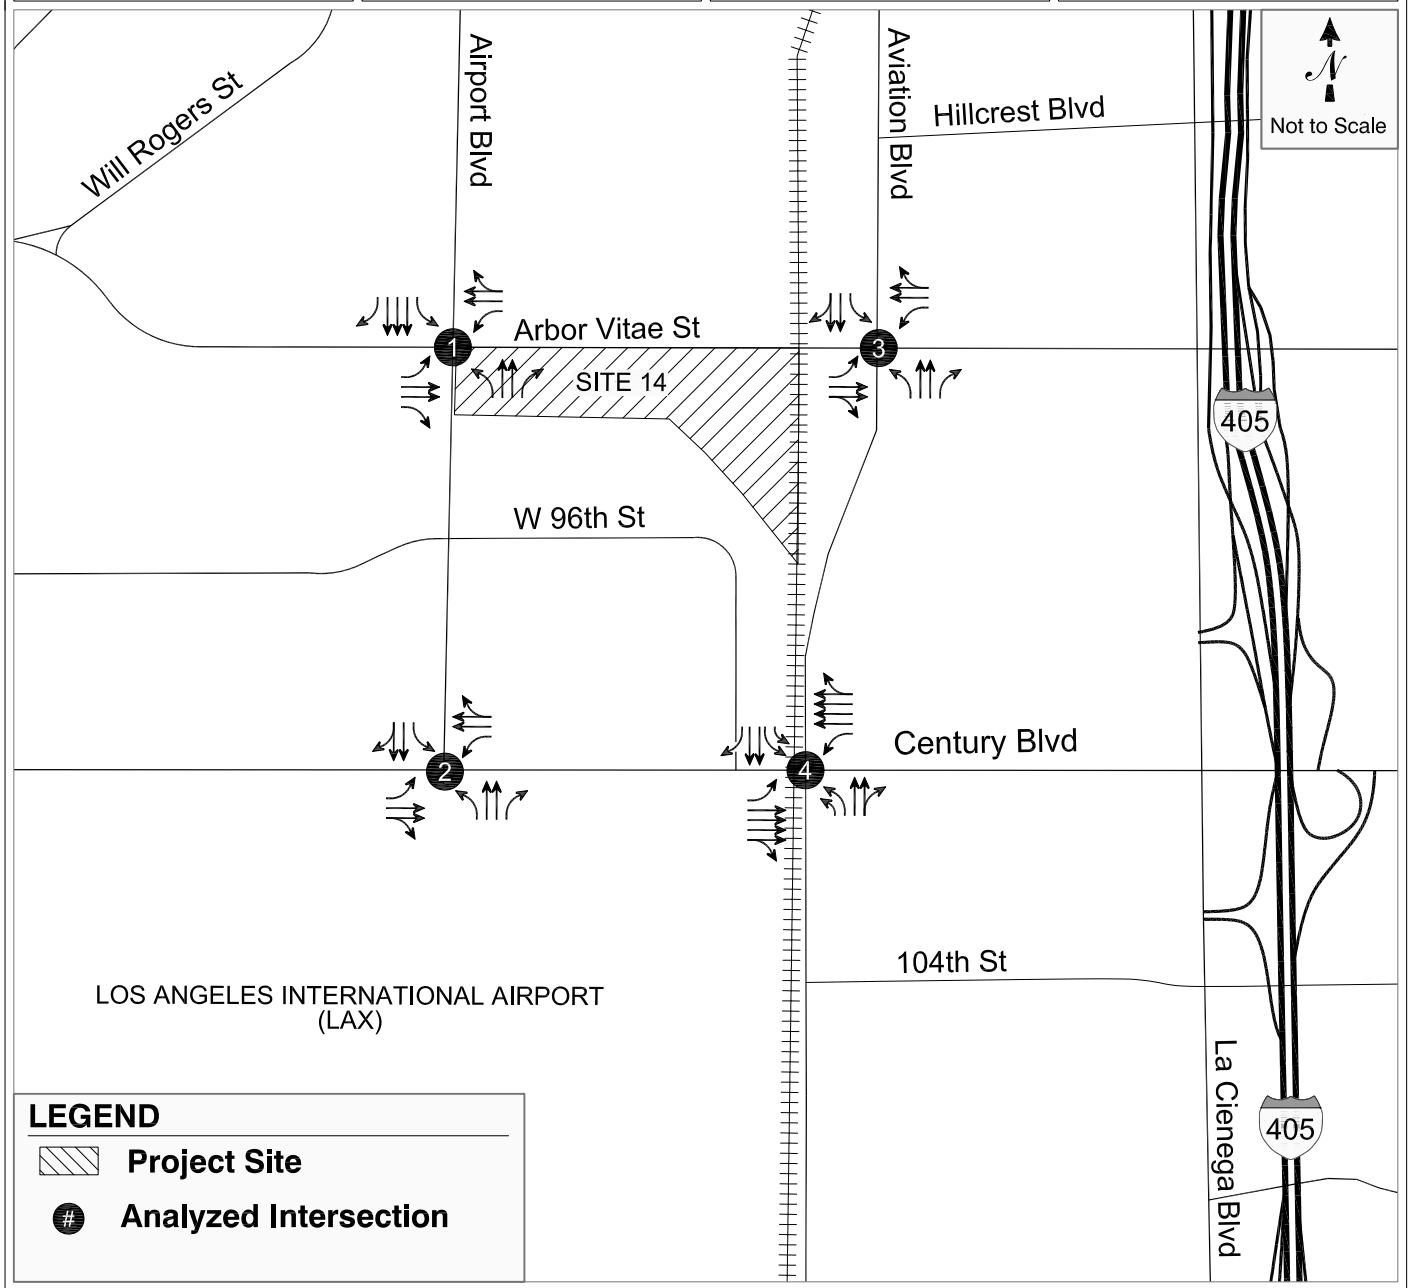 Airport Blvd
Aviation Blvd
N
Hillcrest Blvd
Not to Scale
Will Rogers St
Arbor Vitae St
1
3
SITE 14
405
W 96th St
Century Blvd
2
4
104th St
LOS ANGELES INTERNATIONAL AIRPORT
(LAX)
La Cienega Blvd
405
LEGEND
Project Site
# Analyzed Intersection